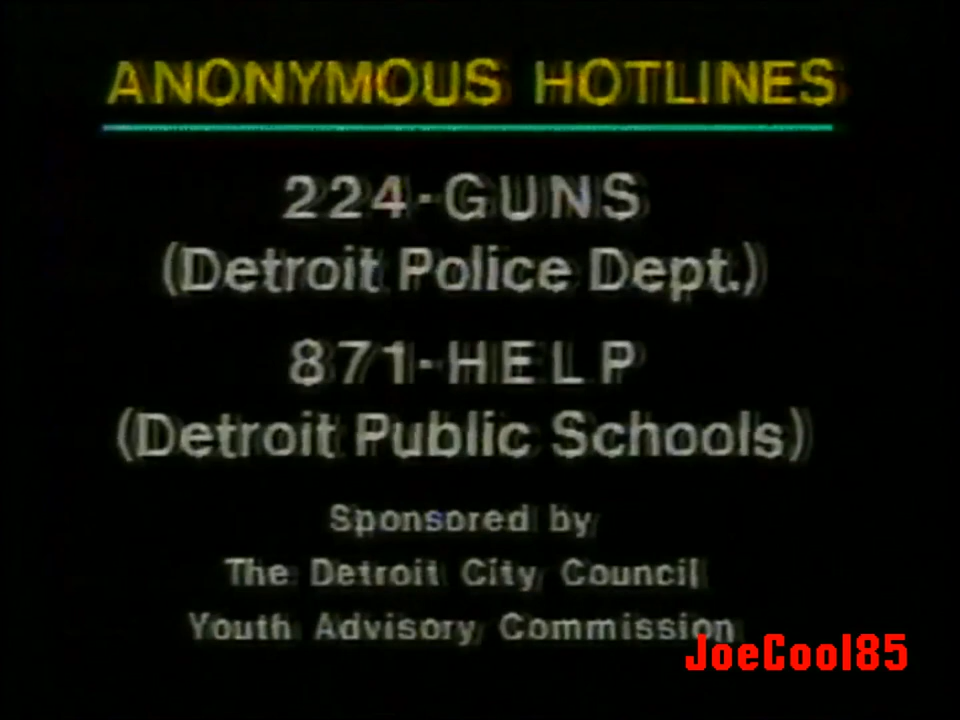 ANONYMOUS HOTLINES
224-GUNS
(Detroit Police Dept.)
871-HELP
(Detroit Public Schools)
Sponsored by
The Detroit City Council
Youth Advisory Commission
JoeCool85